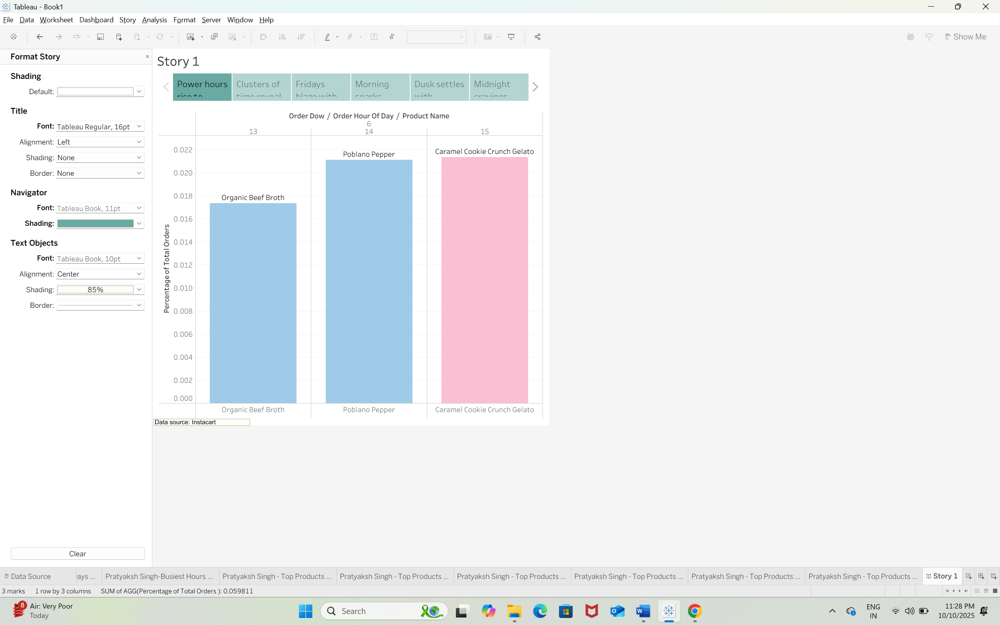 Tableau - Book1
File Data Worksheet Dashboard Story Analysis Format Server Window Help
Show Me
Format Story
Shading
Default:
Title
Font: Tableau Regular, 16pt
Alignment: Left
Shading: None
Border: None
Navigator
Font: Tableau Book, 11pt
Shading:
Text Objects
Font: Tableau Book, 10pt
Alignment: Center
Shading: 85%
Border:
Clear
Story 1
Power hours
rise to
Clusters of
time reveal
Fridays
blaze with
Morning
sparks
Dusk settles
with
Midnight
cravings
Order Dow / Order Hour Of Day / Product Name
6
13 14 15
Percentage of Total Orders
0.022
0.020
0.018
0.016
0.014
0.012
0.010
0.008
0.006
0.004
0.002
0.000
Organic Beef Broth
Poblano Pepper
Caramel Cookie Crunch Gelato
Organic Beef Broth Poblano Pepper Caramel Cookie Crunch Gelato
Data source: Instacart
Data Source ays ... Pratyaksh Singh-Busiest Hours ... Pratyaksh Singh - Top Products ... Pratyaksh Singh - Top Products ... Pratyaksh Singh - Top Products ... Pratyaksh Singh - Top Products ... Pratyaksh Singh - Top Products ... Pratyaksh Singh - Top Products ... Story 1
3 marks 1 row by 3 columns SUM of AGG(Percentage of Total Orders ): 0.059811
8
Air: Very Poor
Today
Search
ENG
IN
11:28 PM
10/10/2025